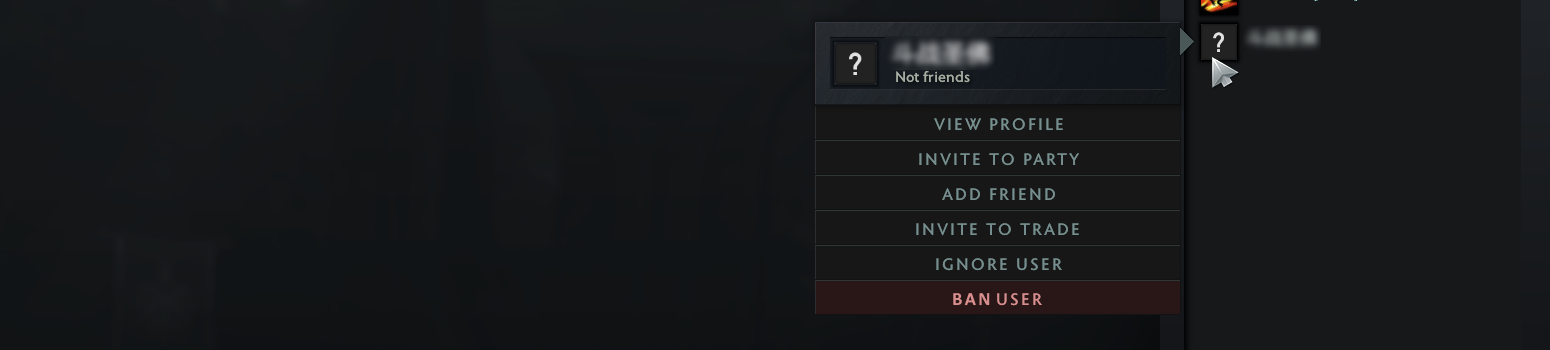 ?
Not friends
VIEW PROFILE
INVITE TO PARTY
ADD FRIEND
INVITE TO TRADE
IGNORE USER
BAN USER
?